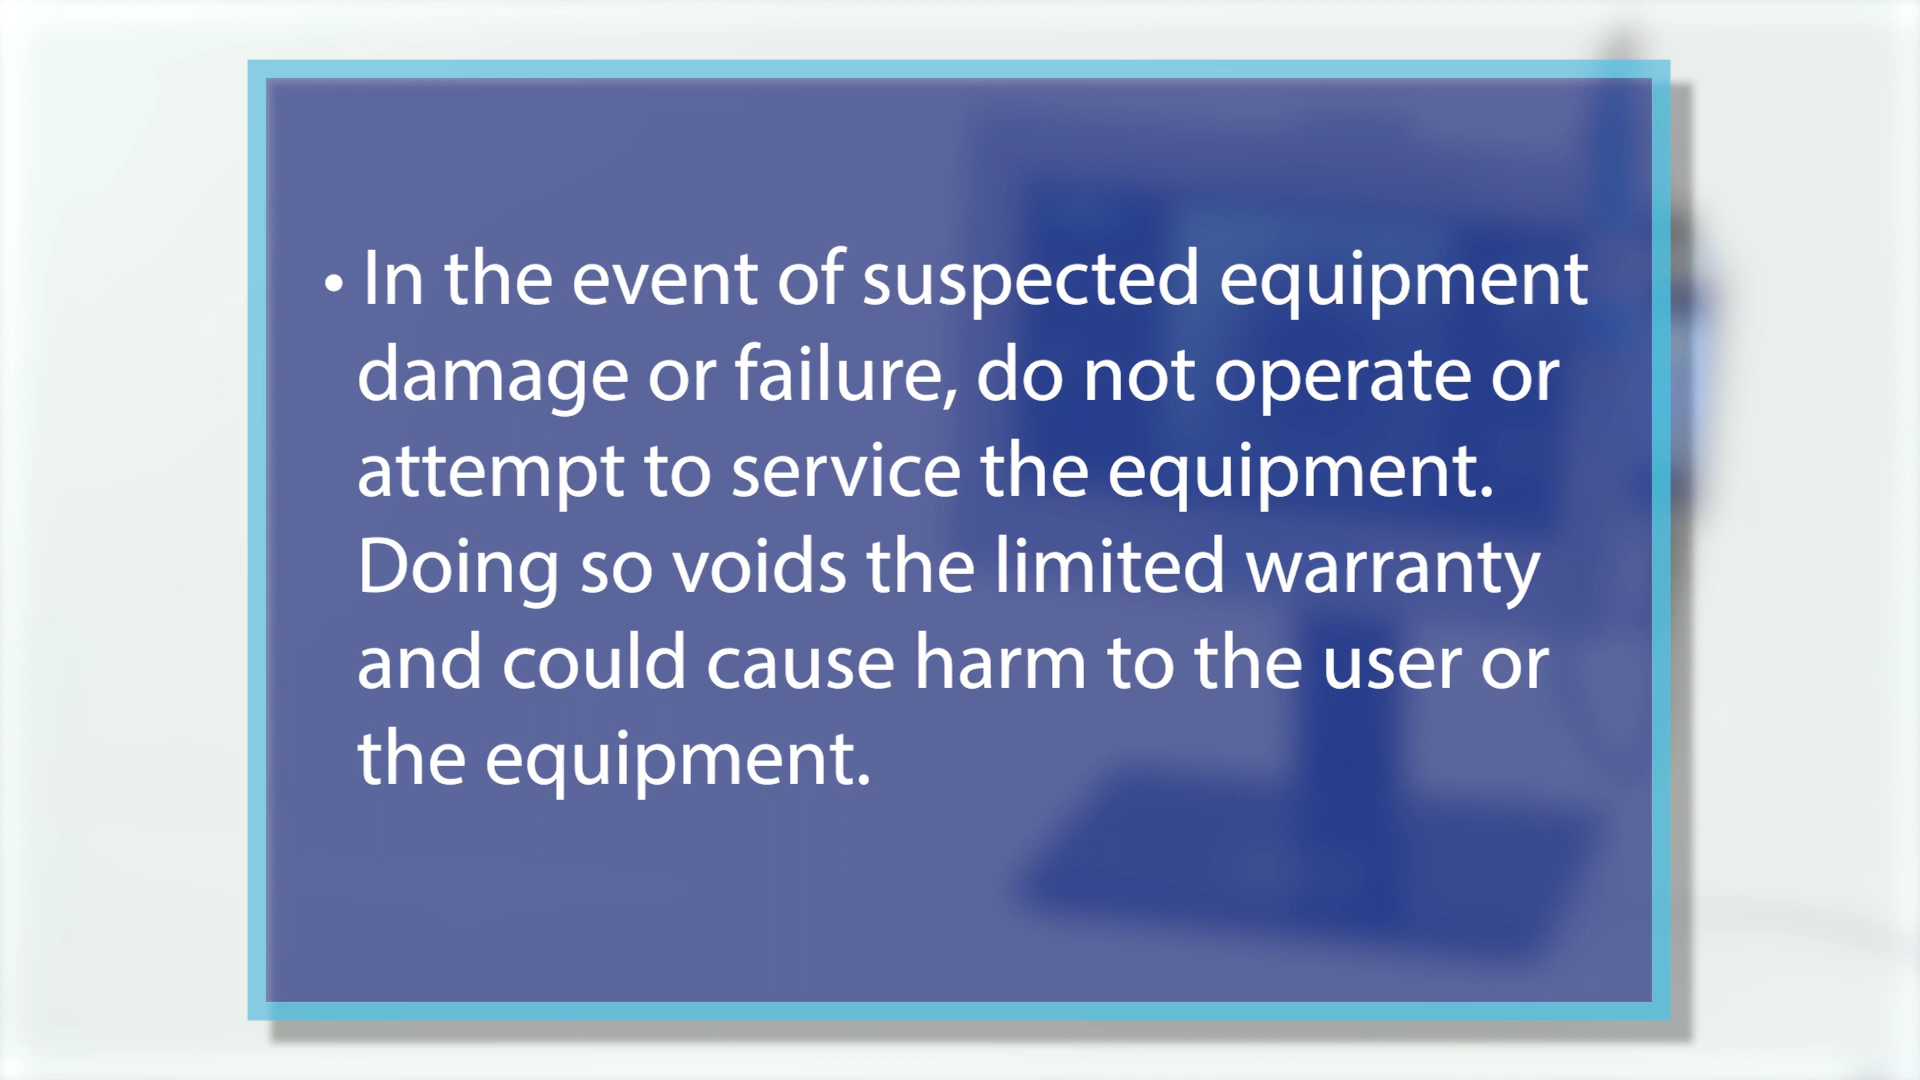 • In the event of suspected equipment
damage or failure, do not operate or
attempt to service the equipment.
Doing so voids the limited warranty
and could cause harm to the user or
the equipment.